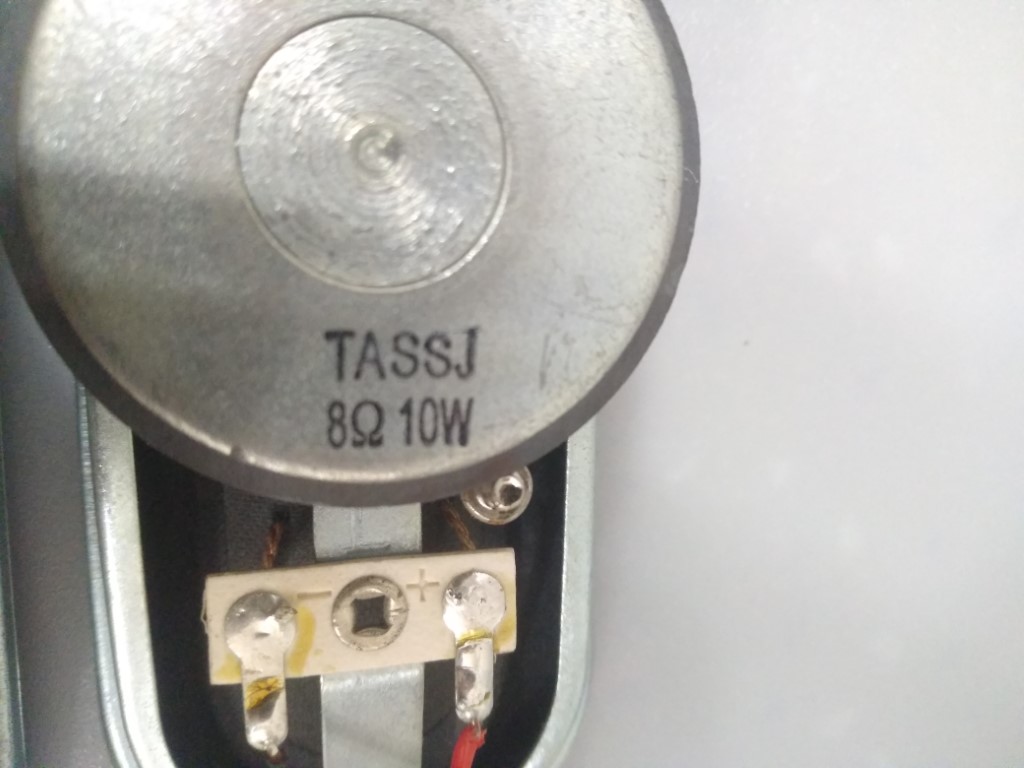 TASSJ
8Ω 10W
− +